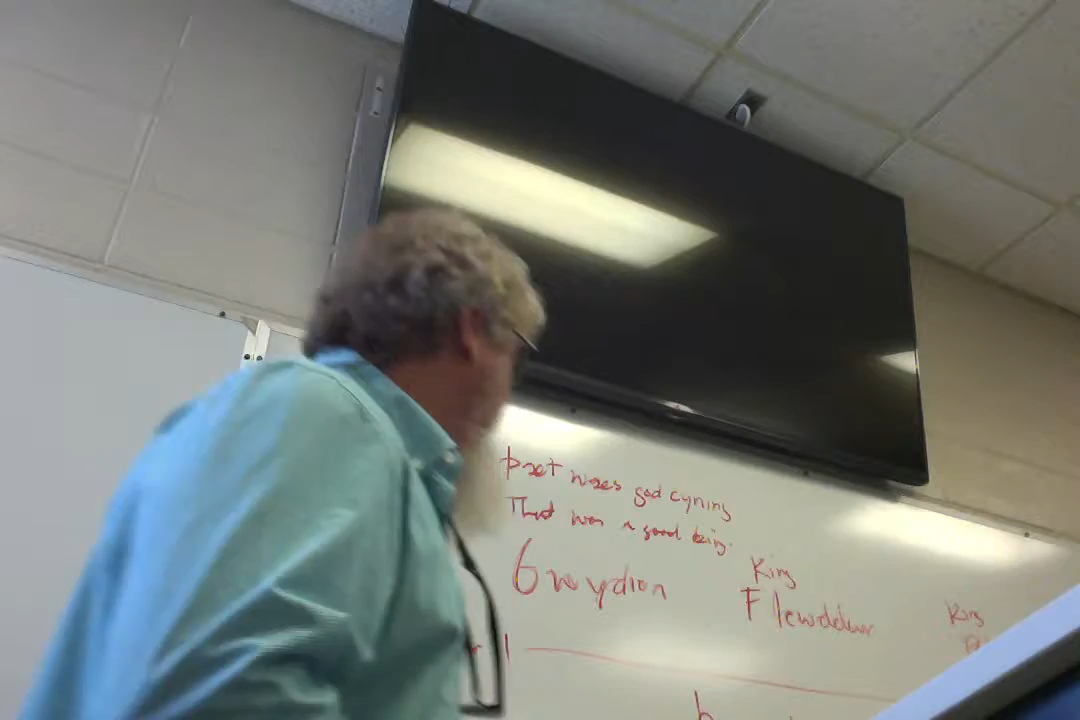 þæt wæs god cyning
That was a good king.
Gwydion
King
Flewddur
King